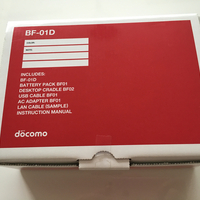 BF-01D
INCLUDES:
BF-01D
BATTERY PACK BF01
DESKTOP CRADLE BF02
USB CABLE BF01
AC ADAPTER BF01
LAN CABLE (SAMPLE)
INSTRUCTION MANUAL
döcomo